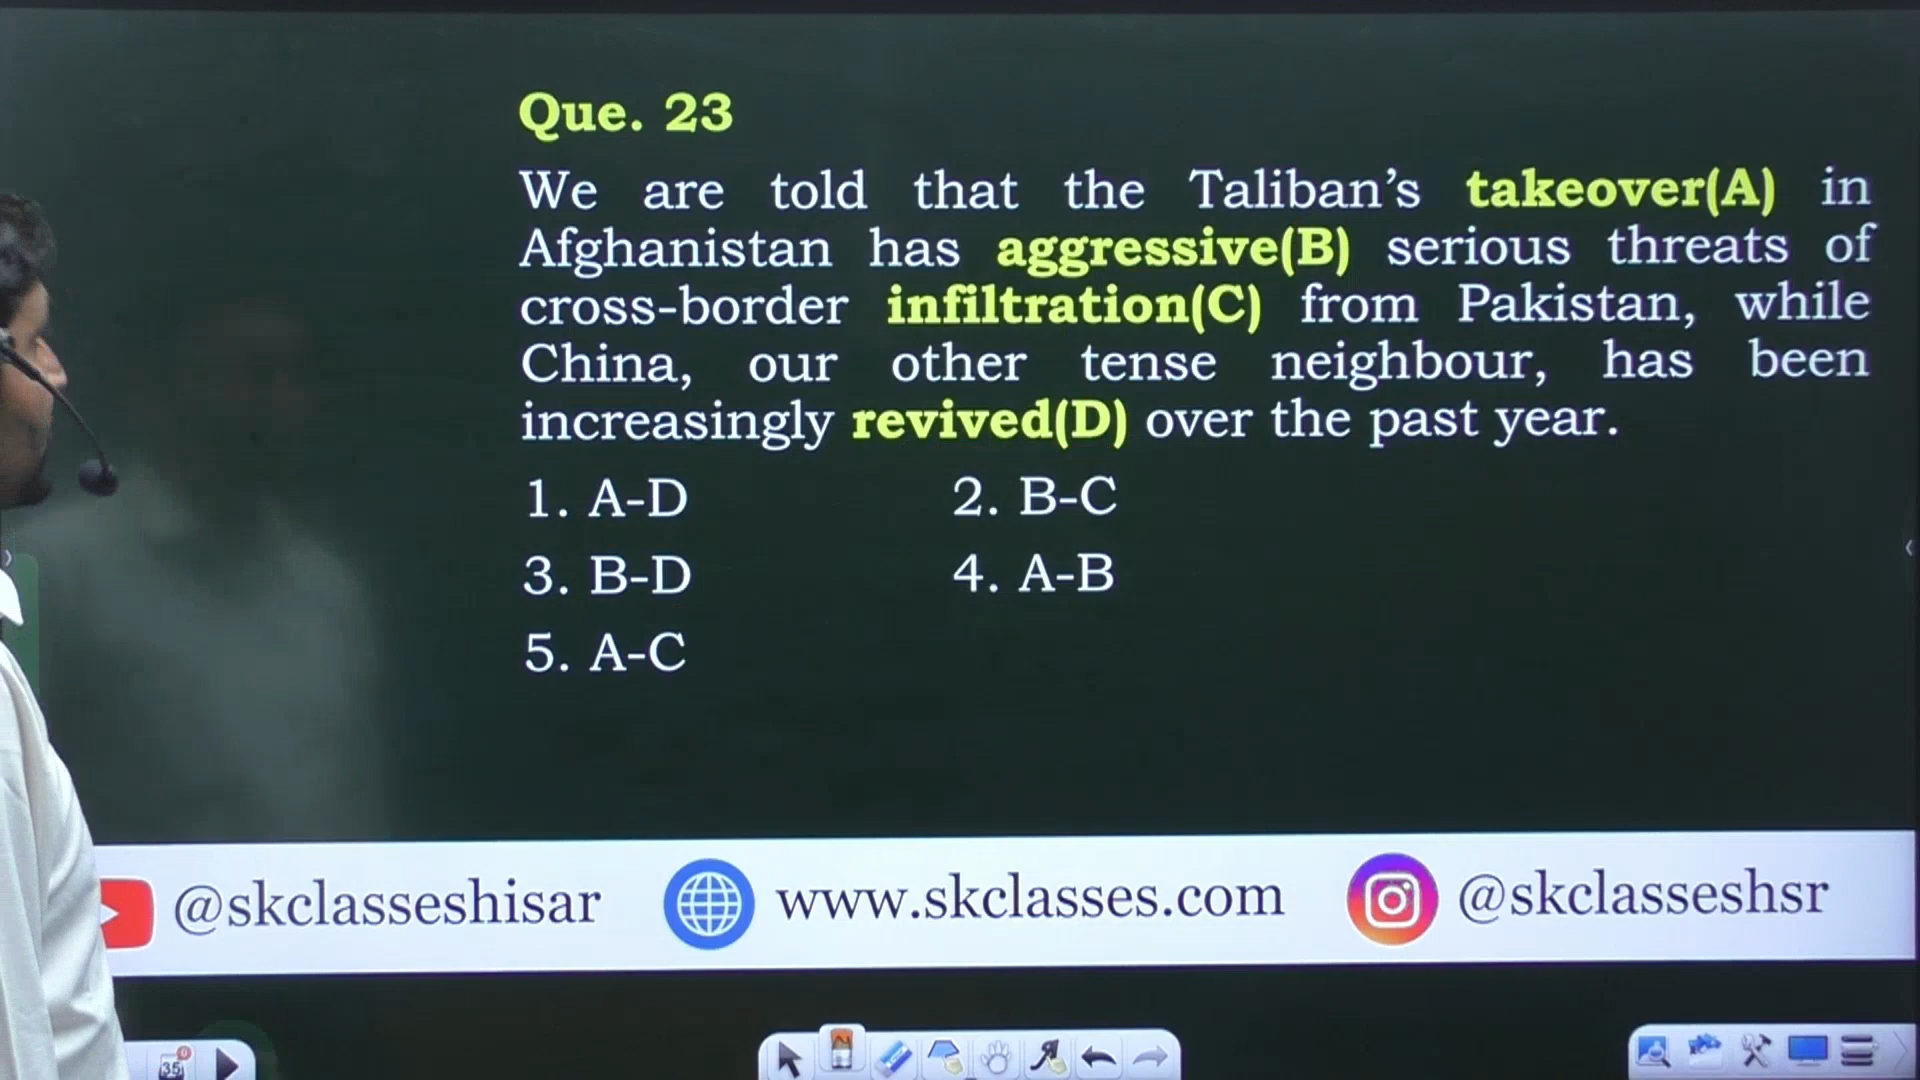 Que. 23
We are told that the Taliban's takeover(A) in
Afghanistan has aggressive(B) serious threats of
cross-border infiltration(C) from Pakistan, while
China, our other tense neighbour, has been
increasingly revived(D) over the past year.
1. A-D 2. B-C
3. B-D 4. A-B
5. A-C
@skclasseshisar www.skclasses.com @skclasseshsr
35